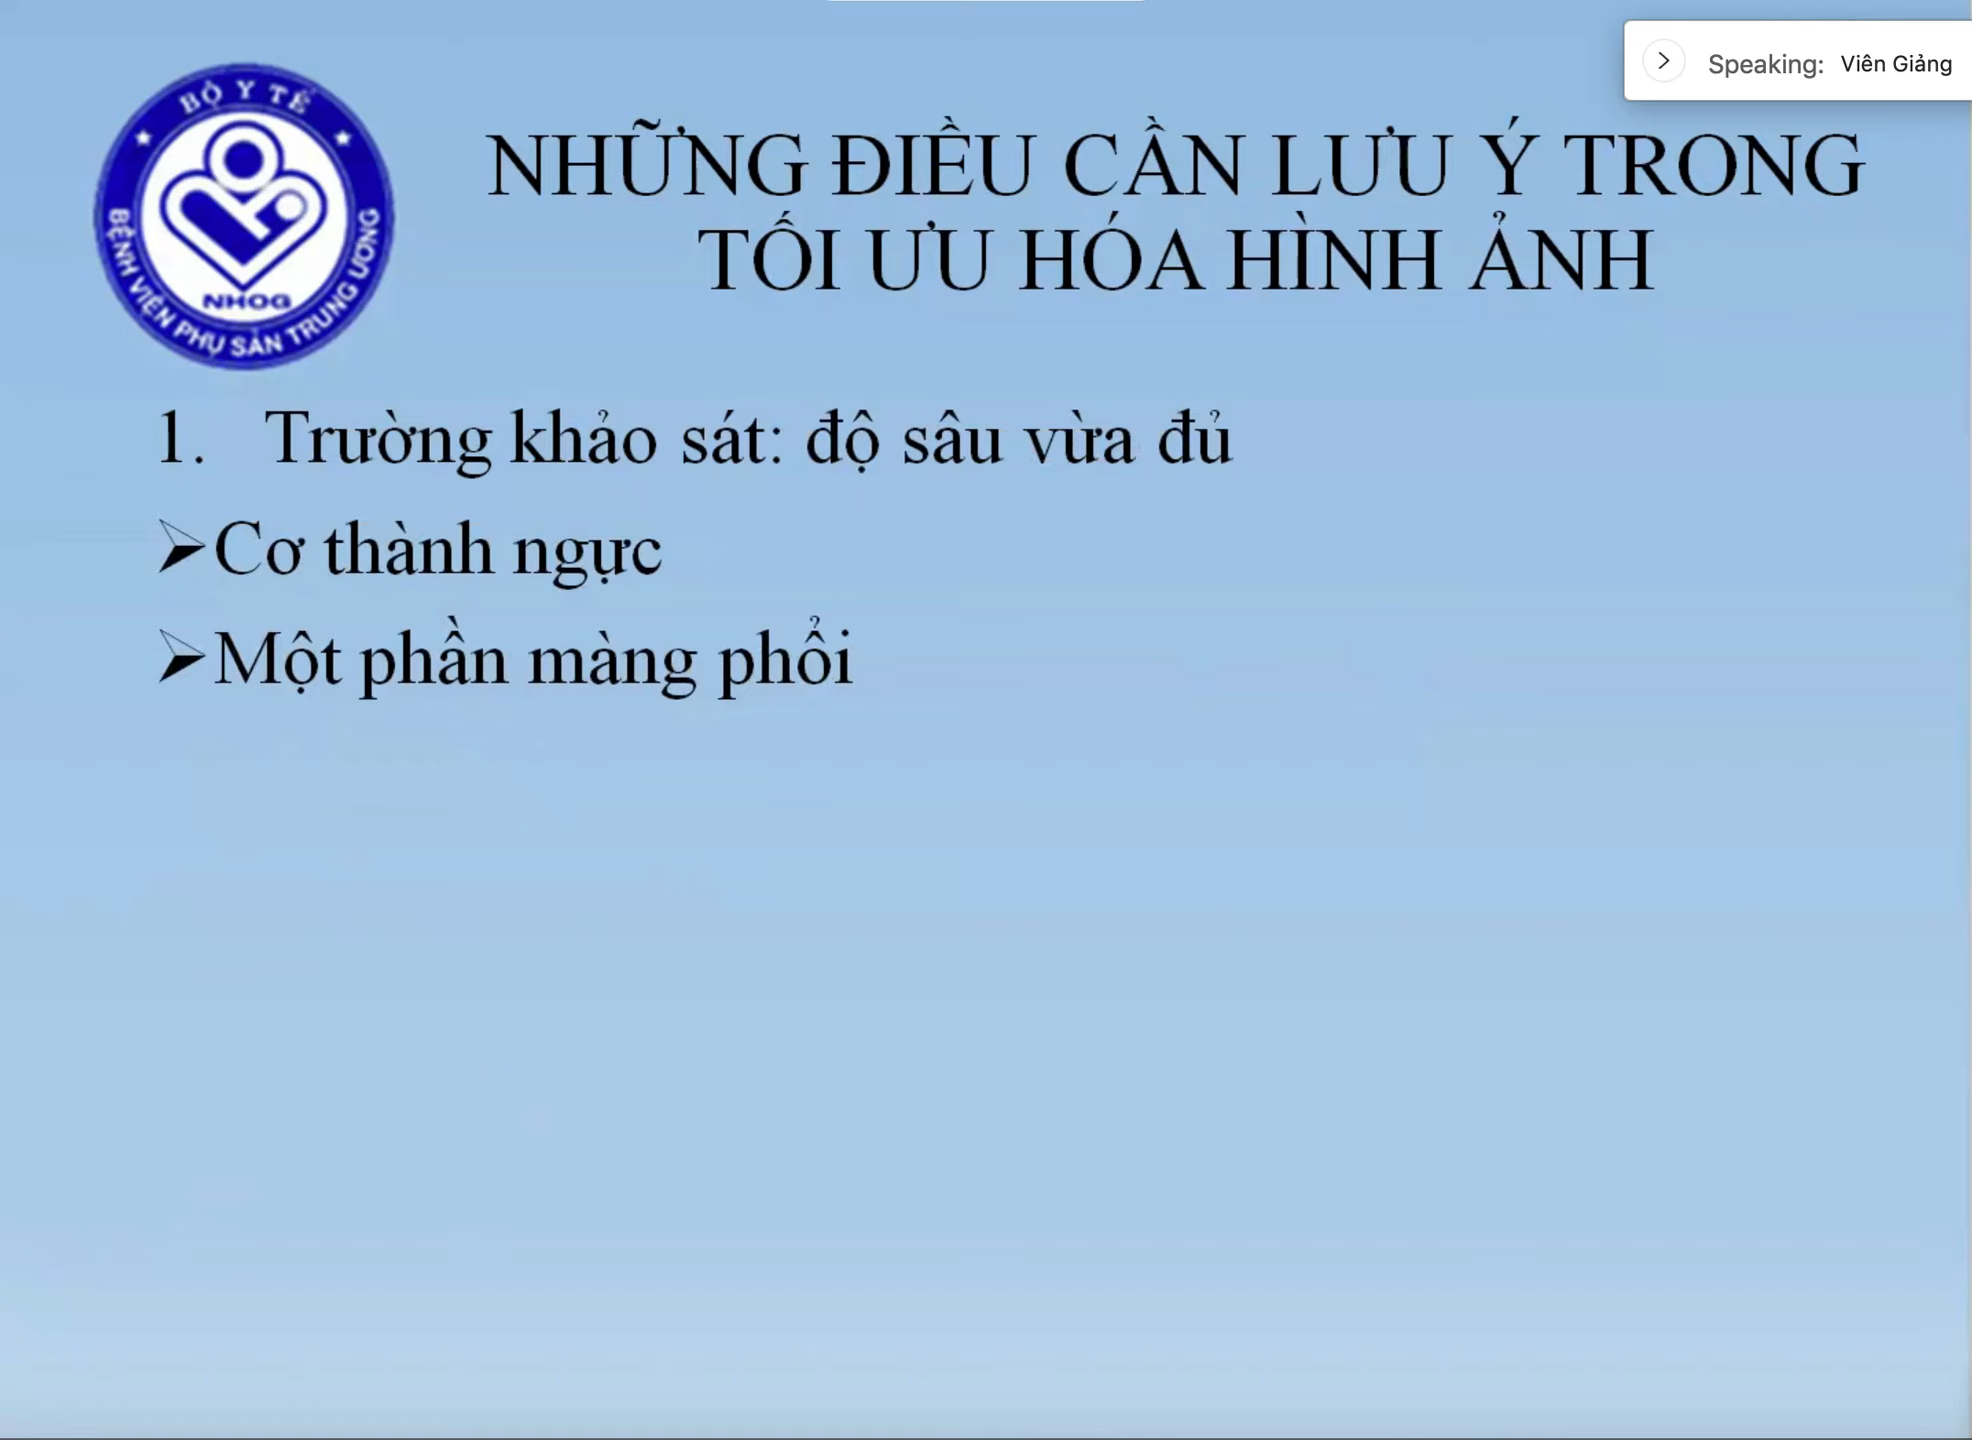 Speaking: Viên Giảng
BỘ Y TẾ
NHOG
BỆNH VIỆN PHỤ SẢN TRUNG ƯƠNG
NHỮNG ĐIỀU CẦN LƯU Ý TRONG
TỐI ƯU HÓA HÌNH ẢNH
1. Trường khảo sát: độ sâu vừa đủ
➢Cơ thành ngực
➢Một phần màng phổi